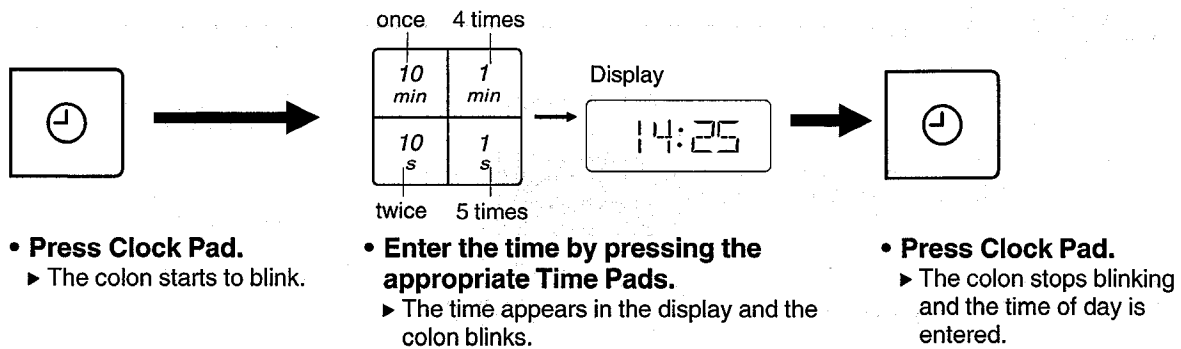 once 4 times
10 min 1 min
10 s 1 s
twice 5 times
Display
14:25
• Press Clock Pad.
▸ The colon starts to blink.
• Enter the time by pressing the
appropriate Time Pads.
▸ The time appears in the display and the
colon blinks.
• Press Clock Pad.
▸ The colon stops blinking
and the time of day is
entered.